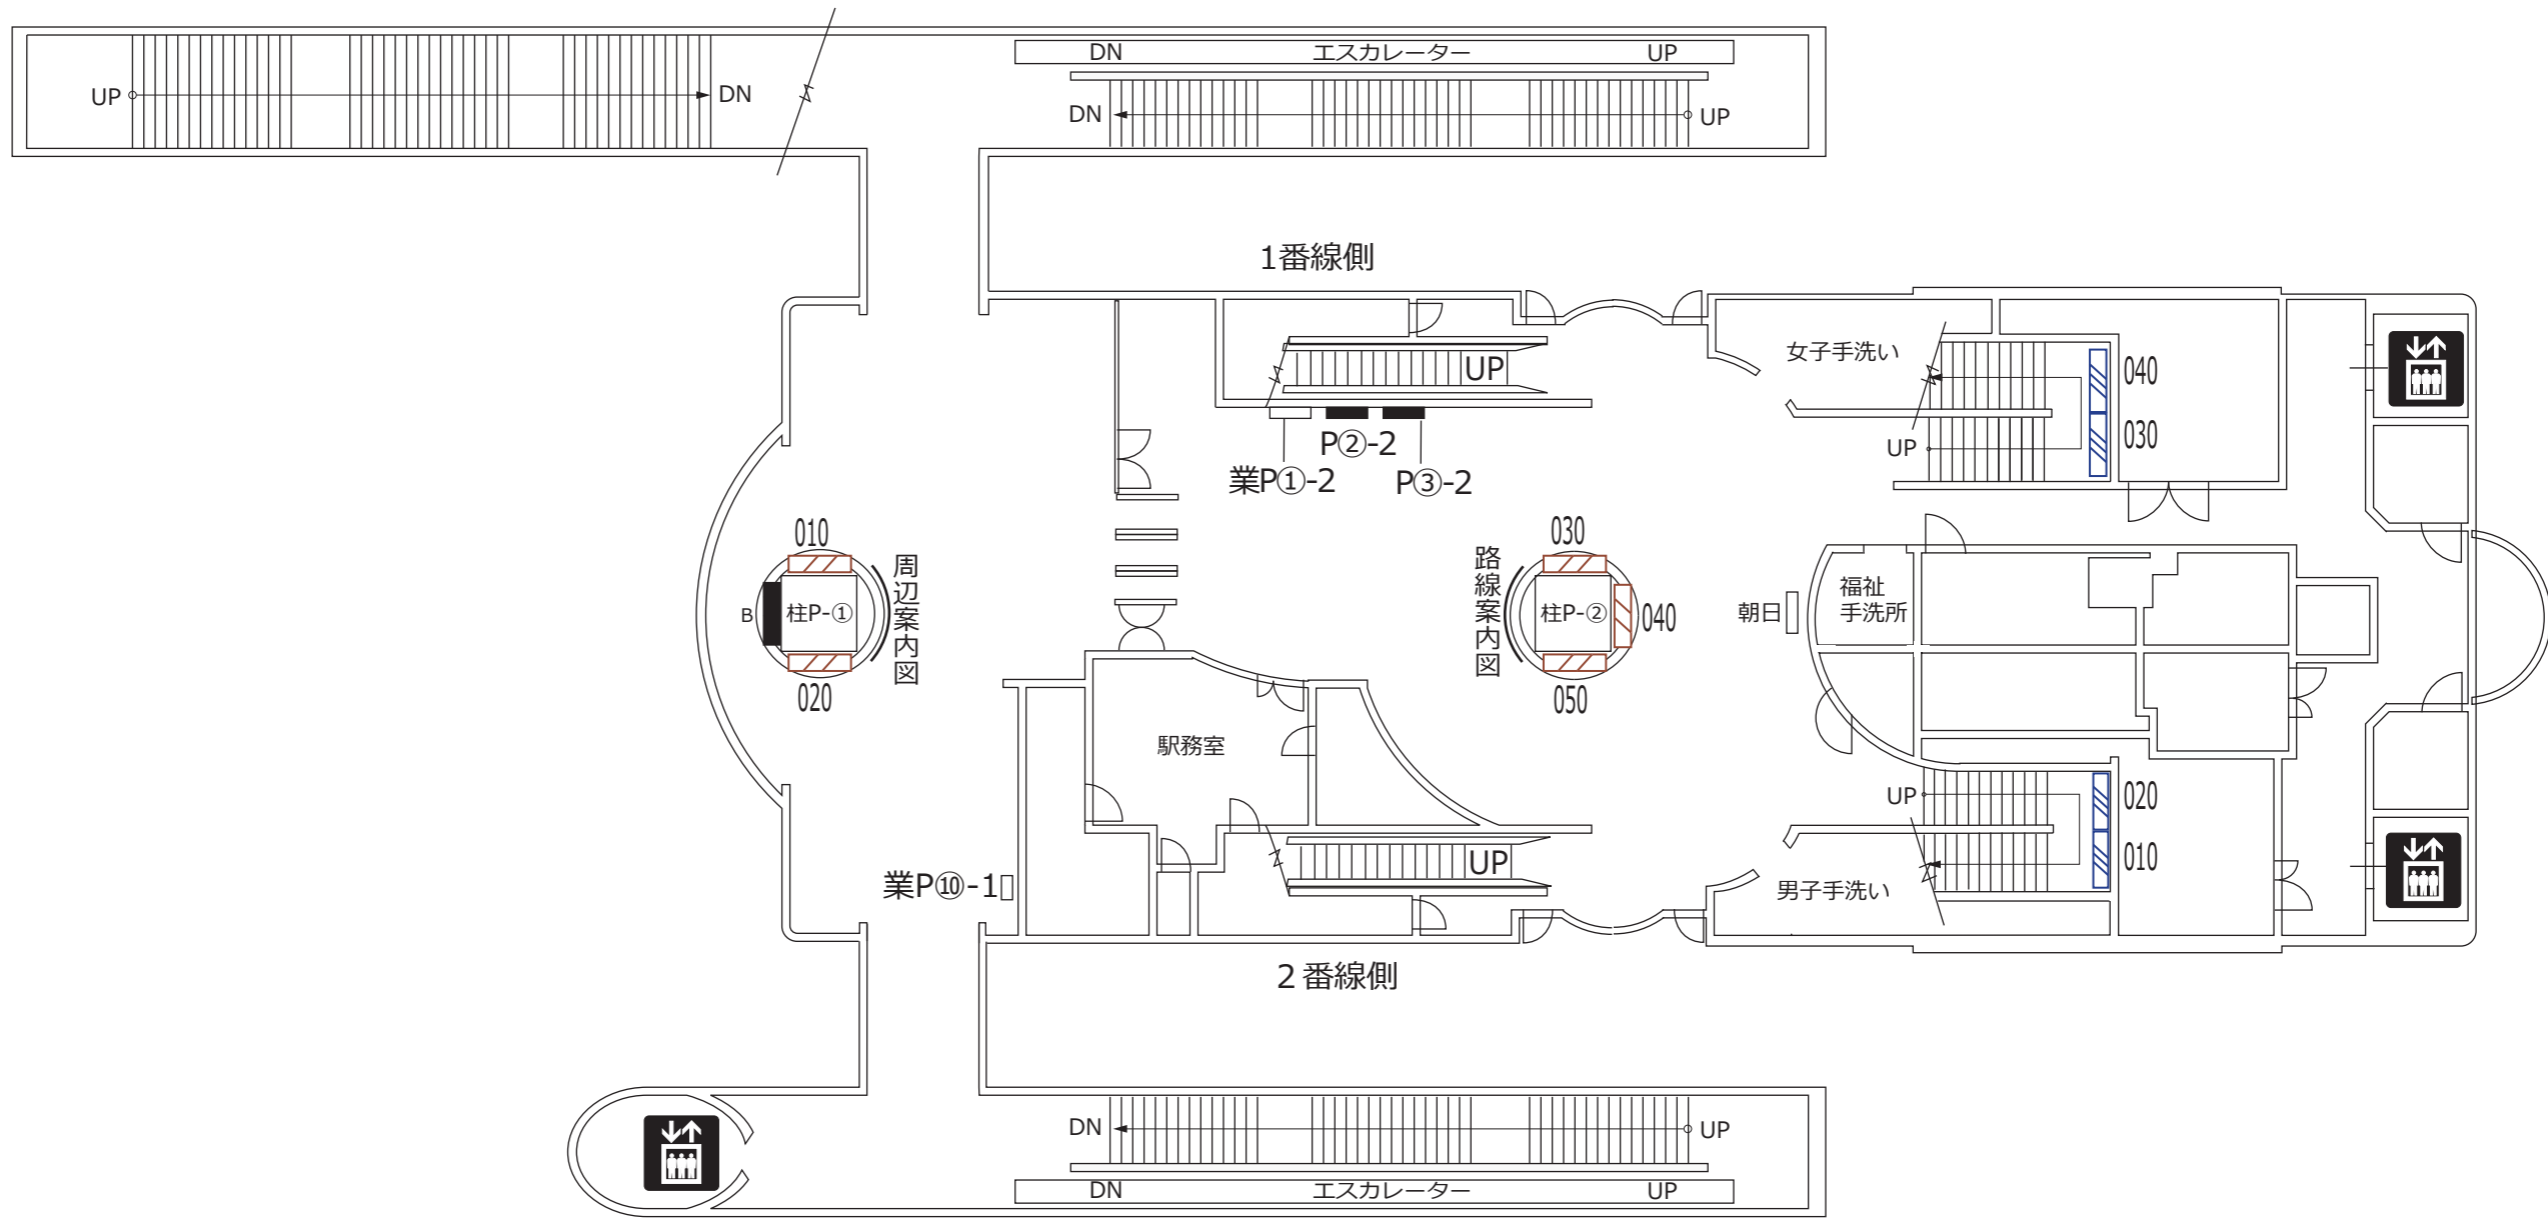 DN エスカレーター UP
UP DN
DN UP
1番線側
UP
女子手洗い
040
030
UP
P②-2
業P①-2
P③-2
010
周辺案内図
B
柱P-①
020
030
路線案内図
柱P-②
040
050
朝日
福祉
手洗所
駅務室
UP
020
010
UP
業P⑩-1
男子手洗い
2番線側
DN UP
DN エスカレーター UP